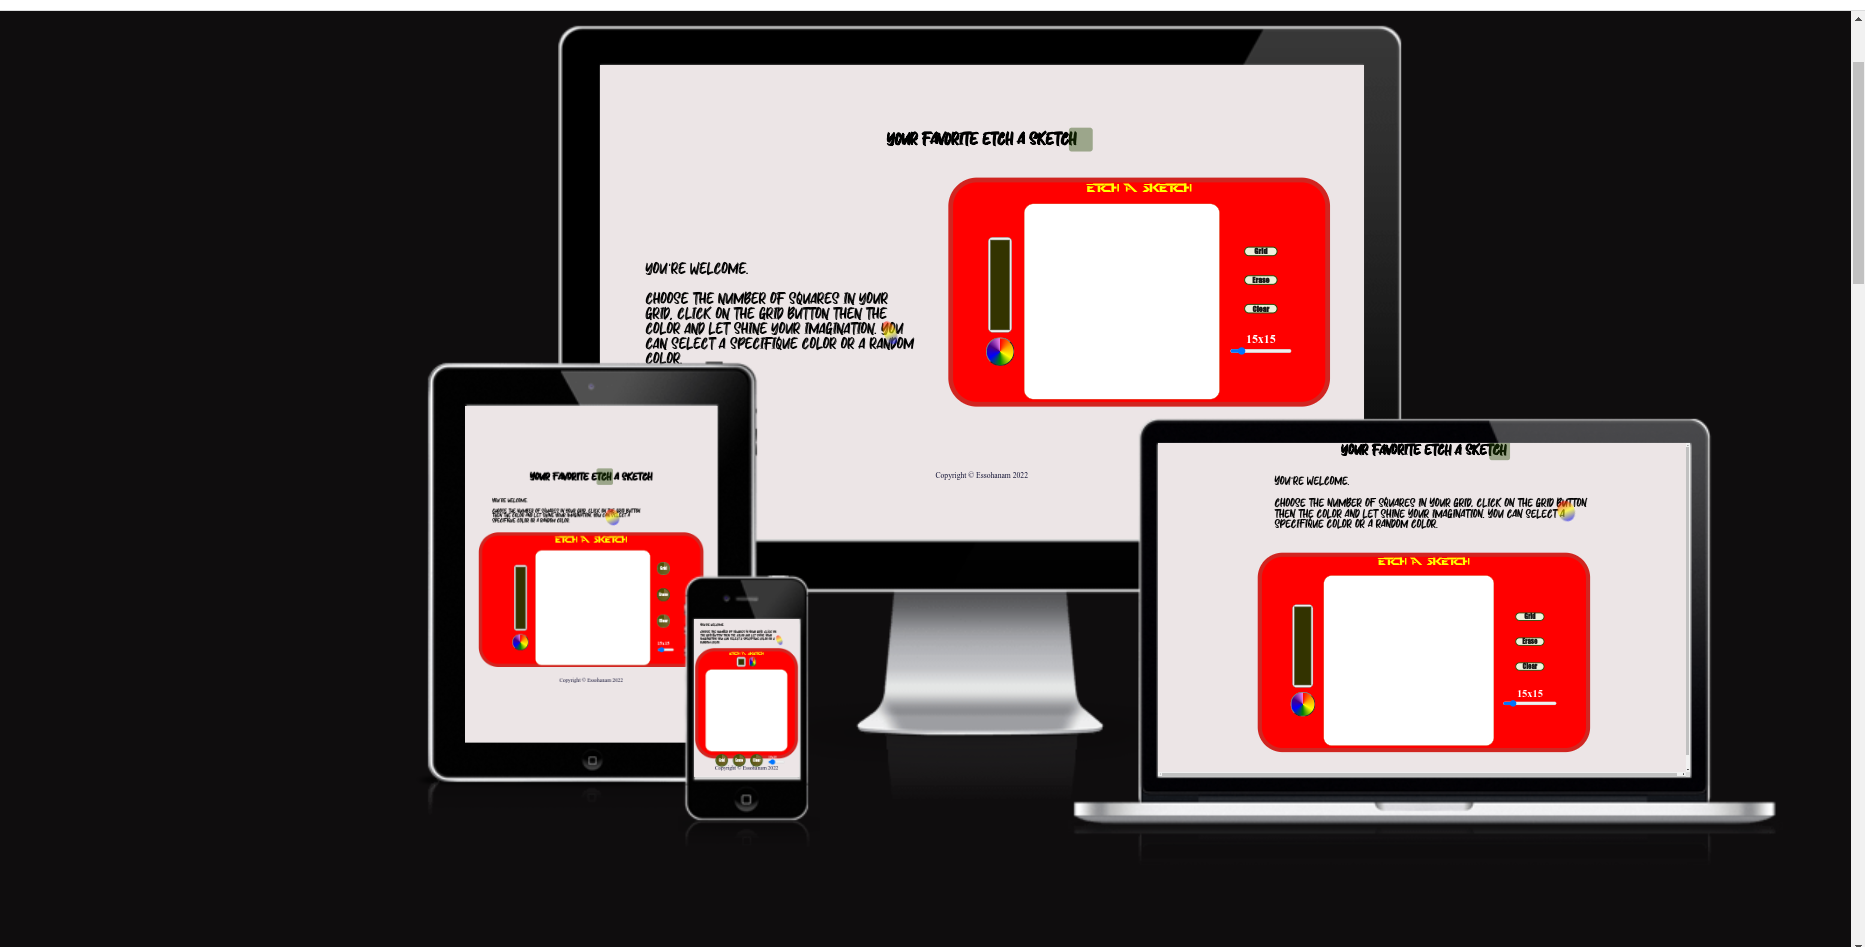 YOUR FAVORITE ETCH A SKETCH
ETCH A SKETCH
YOU'RE WELCOME.
CHOOSE THE NUMBER OF SQUARES IN YOUR
GRID, CLICK ON THE GRID BUTTON THEN THE
COLOR AND LET SHINE YOUR IMAGINATION. YOU
CAN SELECT A SPECIFIQUE COLOR OR A RANDOM
COLOR.
Grid
Erase
Clear
15x15
Copyright © Essohanam 2022
YOUR FAVORITE ETCH A SKETCH
YOU'RE WELCOME.
CHOOSE THE NUMBER OF SQUARES IN YOUR GRID, CLICK ON THE GRID BUTTON
THEN THE COLOR AND LET SHINE YOUR IMAGINATION. YOU CAN SELECT A
SPECIFIQUE COLOR OR A RANDOM COLOR.
ETCH A SKETCH
Grid
Erase
Clear
15x15
Copyright © Essohanam 2022
YOU'RE WELCOME.
ETCH A SKETCH
Copyright © Essohanam 2022
YOUR FAVORITE ETCH A SKETCH
YOU'RE WELCOME.
CHOOSE THE NUMBER OF SQUARES IN YOUR GRID, CLICK ON THE GRID BUTTON
THEN THE COLOR AND LET SHINE YOUR IMAGINATION. YOU CAN SELECT A
SPECIFIQUE COLOR OR A RANDOM COLOR.
ETCH A SKETCH
Grid
Erase
Clear
15x15